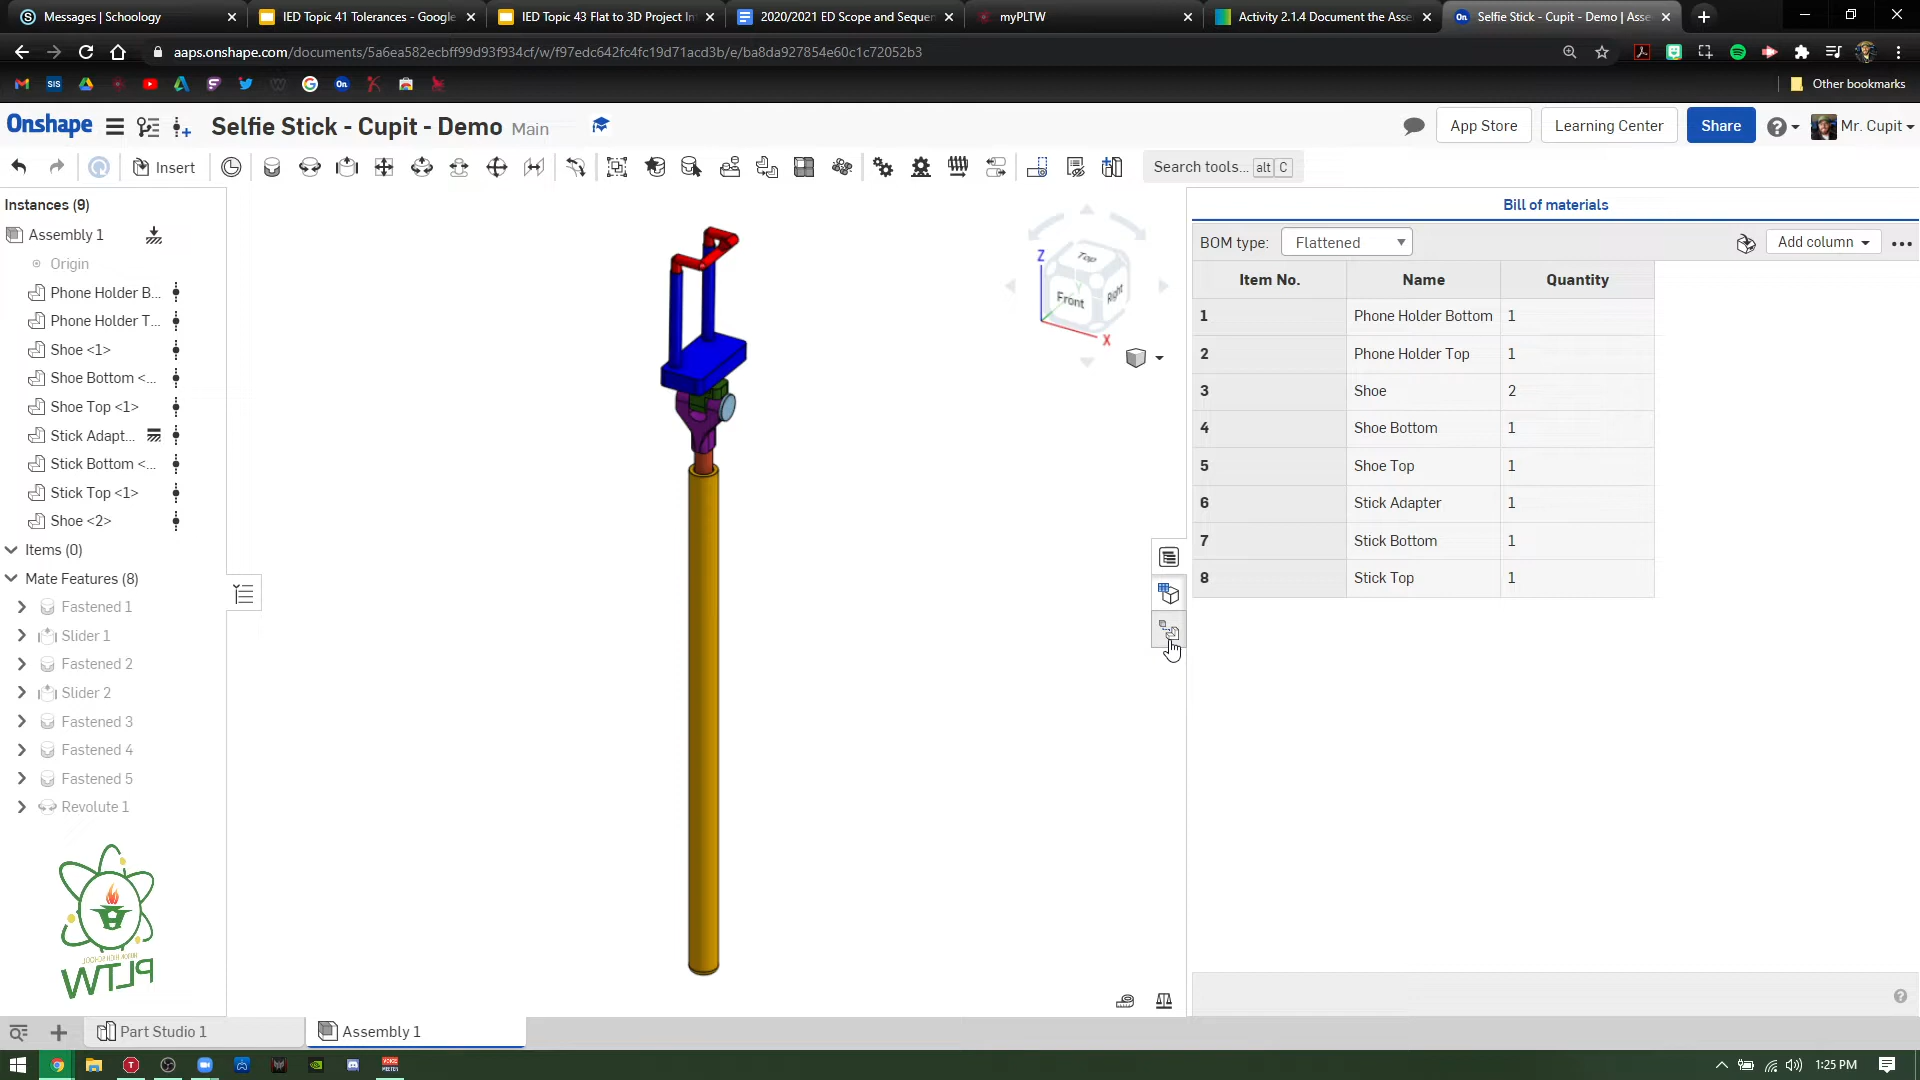 Messages | Schoology
IED Topic 41 Tolerances - Google
IED Topic 43 Flat to 3D Project In
2020/2021 ED Scope and Sequen
myPLTW
Activity 2.1.4 Document the Asse
Selfie Stick - Cupit - Demo | Asse
aaps.onshape.com/documents/5a6ea582ecbff99d93f934cf/w/f97edc642fc4fc19d71acd3b/e/ba8da927854e60c1c72052b3
Other bookmarks
Onshape
Selfie Stick - Cupit - Demo Main
App Store
Learning Center
Share
Mr. Cupit
Insert
Search tools... alt C
Instances (9)
Assembly 1
Origin
Phone Holder B...
Phone Holder T...
Shoe <1>
Shoe Bottom <...
Shoe Top <1>
Stick Adapt...
Stick Bottom <...
Stick Top <1>
Shoe <2>
Items (0)
Mate Features (8)
Fastened 1
Slider 1
Fastened 2
Slider 2
Fastened 3
Fastened 4
Fastened 5
Revolute 1
PLTW
Z
Top
Front
Right
Y
X
Bill of materials
BOM type: Flattened
Add column
Item No. Name Quantity
1 Phone Holder Bottom 1
2 Phone Holder Top 1
3 Shoe 2
4 Shoe Bottom 1
5 Shoe Top 1
6 Stick Adapter 1
7 Stick Bottom 1
8 Stick Top 1
Part Studio 1
Assembly 1
1:25 PM